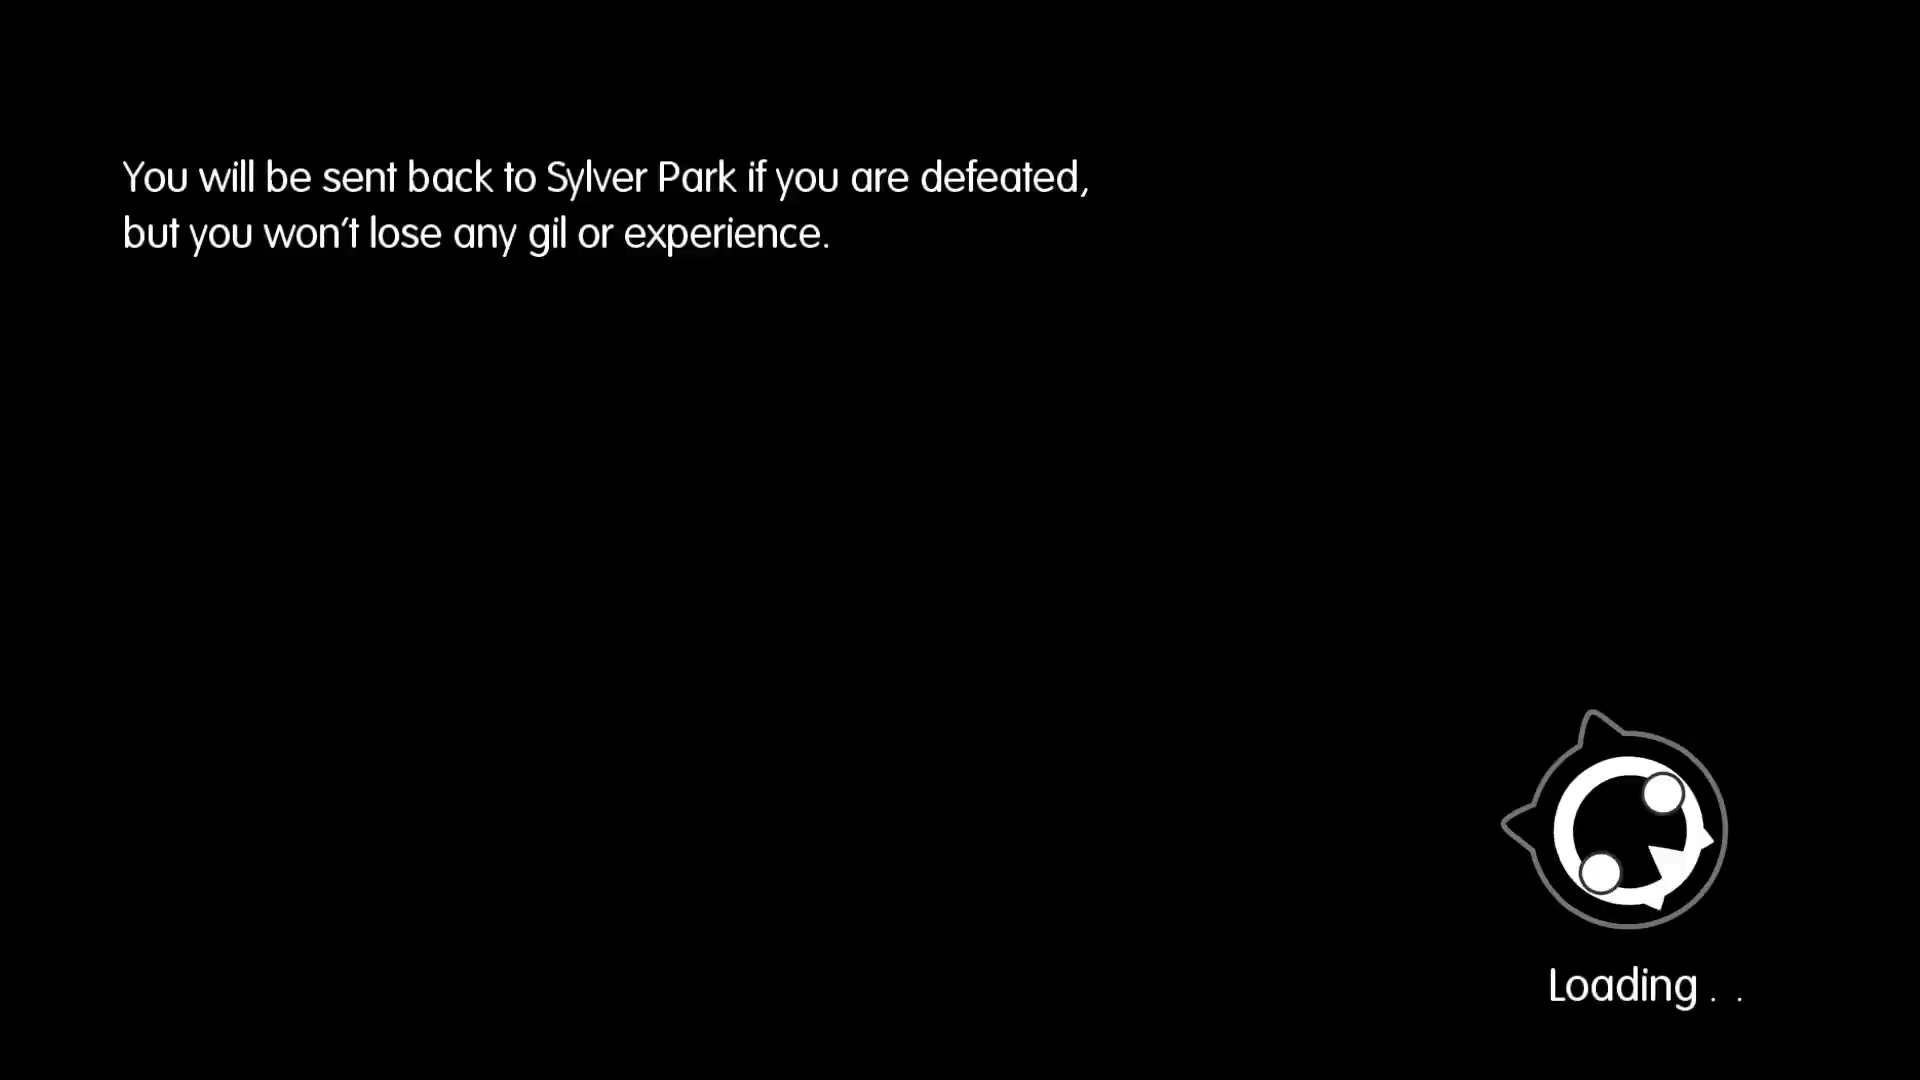 You will be sent back to Sylver Park if you are defeated,
but you won't lose any gil or experience.
Loading . .